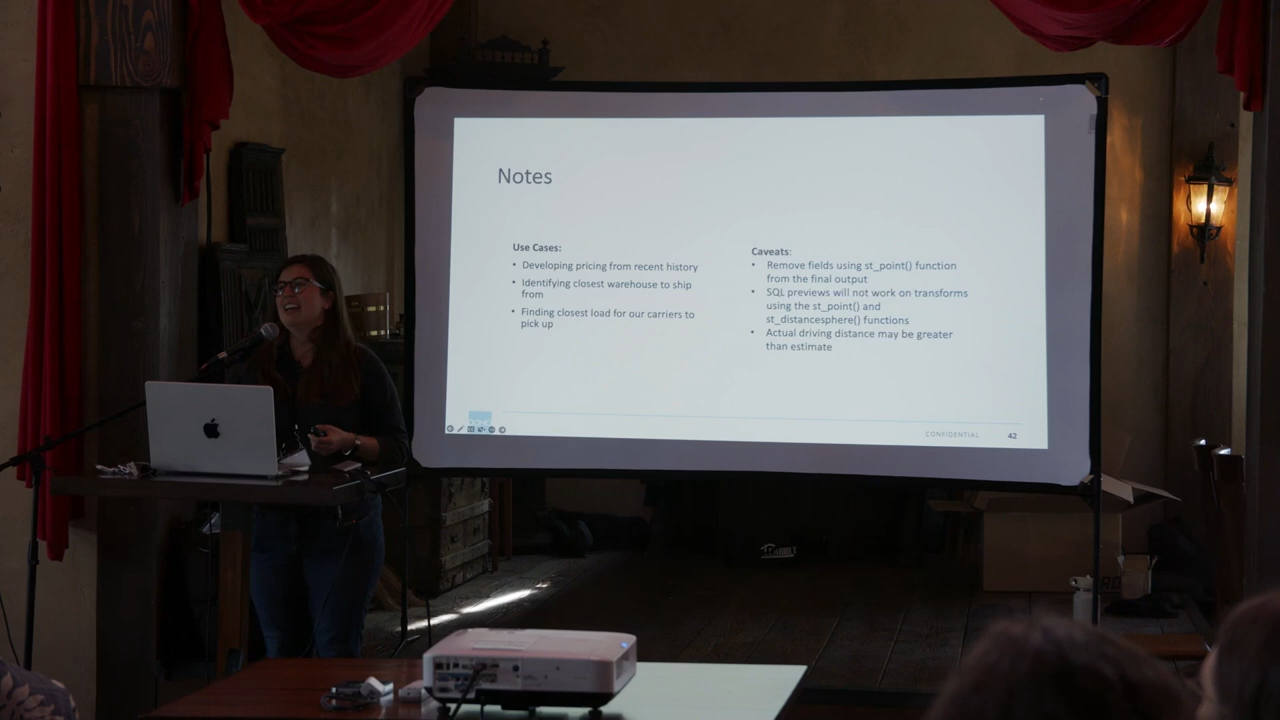 Notes
Use Cases:
• Developing pricing from recent history
• Identifying closest warehouse to ship
from
• Finding closest load for our carriers to
pick up
Caveats:
• Remove fields using st_point() function
from the final output
• SQL previews will not work on transforms
using the st_point() and
st_distancesphere() functions
• Actual driving distance may be greater
than estimate
CONFIDENTIAL 42